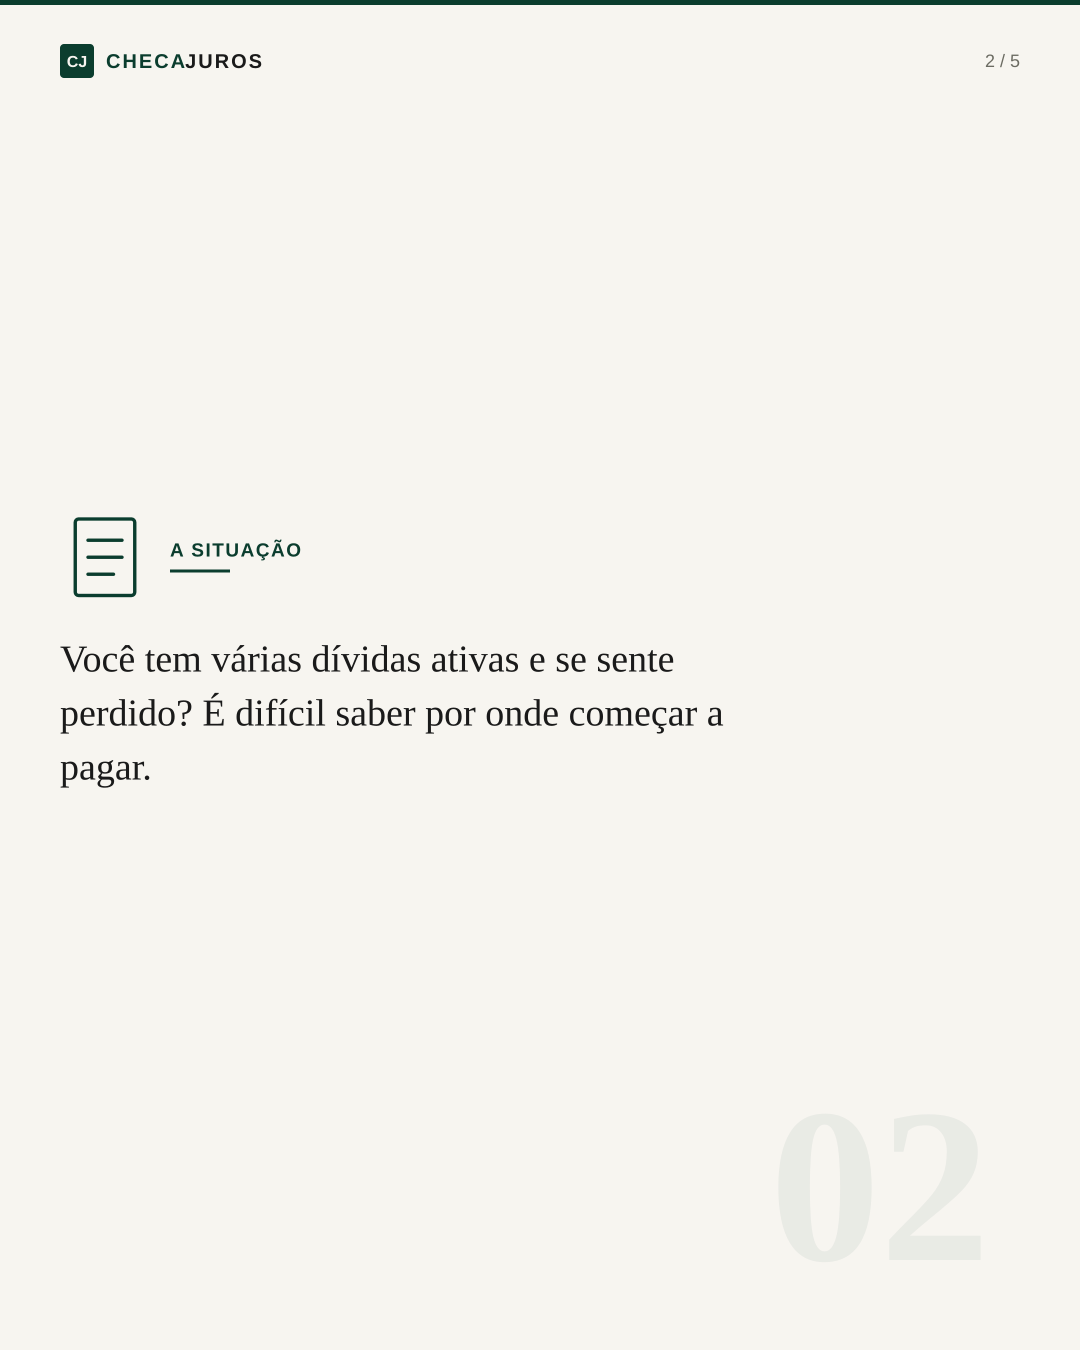 CJ CHECAJUROS
2 / 5
A SITUAÇÃO
Você tem várias dívidas ativas e se sente
perdido? É difícil saber por onde começar a
pagar.
02